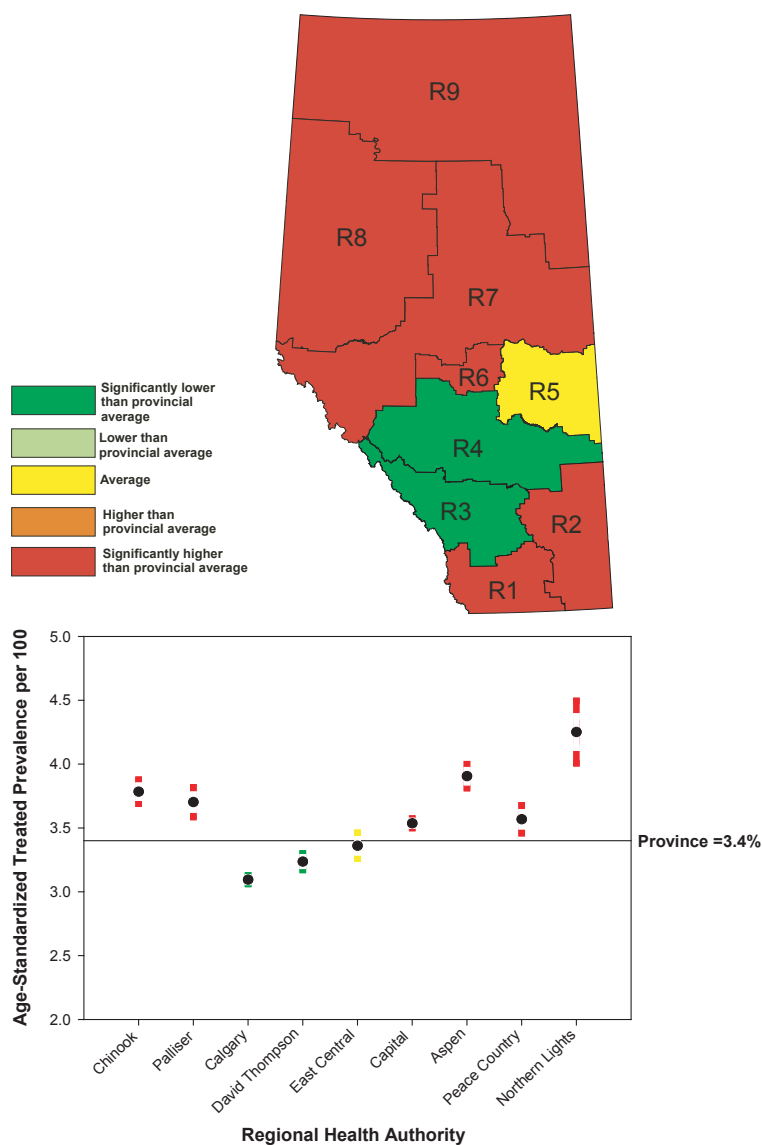 R9
R8
R7
R6
R5
R4
R3
R2
R1
Significantly lower
than provincial
average
Lower than
provincial average
Average
Higher than
provincial average
Significantly higher
than provincial average
Age-Standardized Treated Prevalence per 100
5.0
4.5
4.0
3.5
3.0
2.5
2.0
Province =3.4%
Chinook
Palliser
Calgary
David Thompson
East Central
Capital
Aspen
Peace Country
Northern Lights
Regional Health Authority